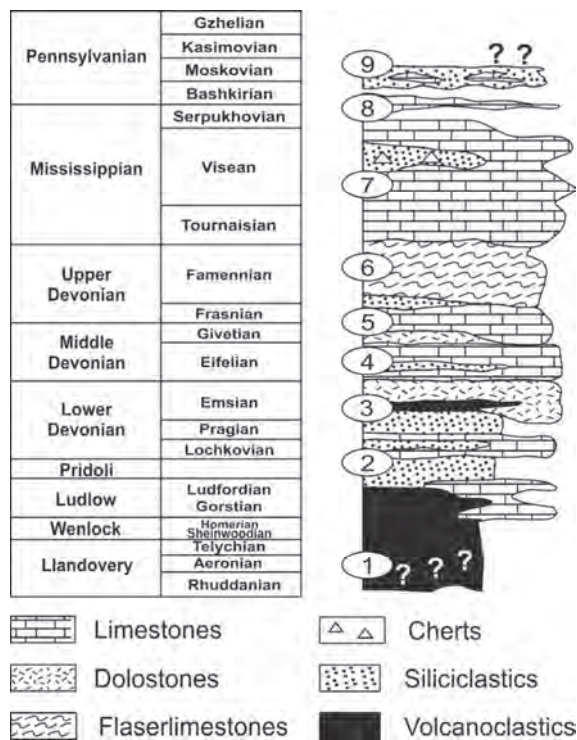 Pennsylvanian
Gzhelian
Kasimovian
Moskovian
Bashkirian
Mississippian
Serpukhovian
Visean
Tournaisian
Upper
Devonian
Famennian
Frasnian
Middle
Devonian
Givetian
Eifelian
Lower
Devonian
Emsian
Pragian
Lochkovian
Pridoli
Ludlow
Ludfordian
Gorstian
Wenlock
Homerian
Sheinwoodian
Llandovery
Telychian
Aeronian
Rhuddanian
? ?
9
8
7
6
5
4
3
2
1
? ? ?
Limestones
Cherts
Dolostones
Siliciclastics
Flaserlimestones
Volcanoclastics